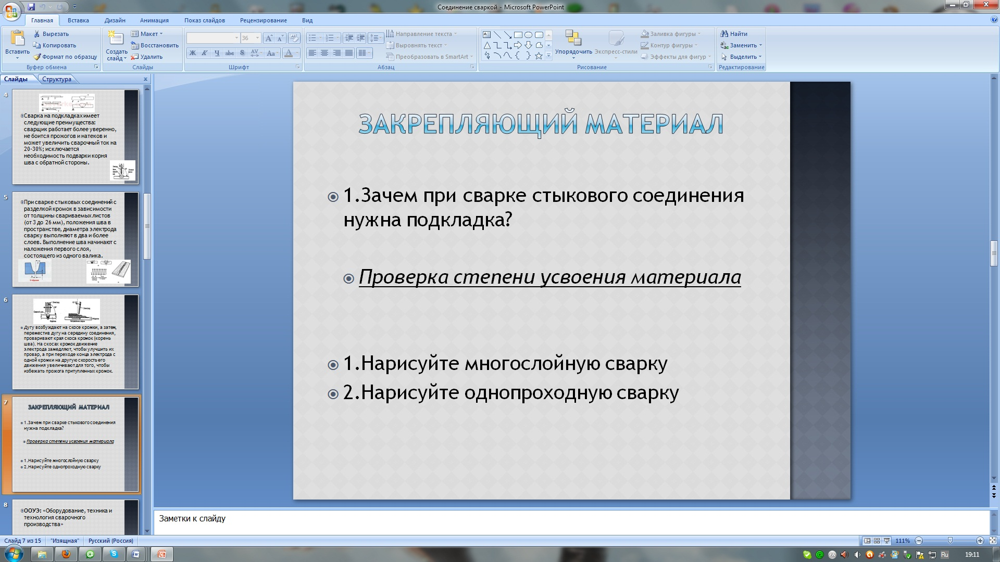 Соединение сваркой - Microsoft PowerPoint
Главная Вставка Дизайн Анимация Показ слайдов Рецензирование Вид
Вставить
Вырезать
Копировать
Формат по образцу
Буфер обмена
Создать слайд
Макет
Восстановить
Удалить
Слайды
36
Ж К Ч abc S AV Aa A
Шрифт
Направление текста
Выровнять текст
Преобразовать в SmartArt
Абзац
Упорядочить
Экспресс-стили
Заливка фигуры
Контур фигуры
Эффекты для фигур
Рисование
Найти
Заменить
Выделить
Редактирование
Слайды Структура
4
Сварка на подкладках имеет
следующие преимущества:
сварщик работает более уверенно,
не боится прожогов и натеков и
может увеличить сварочный ток на
20-30%; исключается
необходимость подварки корня
шва с обратной стороны.
5
При сварке стыковых соединений с
разделкой кромок в зависимости
от толщины свариваемых листов
(от 3 до 26 мм), положения шва в
пространстве, диаметра электрода
сварку выполняют в два и более
слоев. Выполнение шва начинают с
наложения первого слоя,
состоящего из одного валика.
6
Дугу возбуждают на скосе кромки, а затем,
переместив дугу на середину соединения,
проваривают края скоса кромок (корень
шва). На скосах кромок движение
электрода замедляют, чтобы улучшить их
провар, а при переходе конца электрода с
одной кромки на другую скорость его
движения увеличивают для того, чтобы
избежать прожога притупленных кромок.
7
ЗАКРЕПЛЯЮЩИЙ МАТЕРИАЛ
1.Зачем при сварке стыкового соединения
нужна подкладка?
Проверка степени усвоения материала
1.Нарисуйте многослойную сварку
2.Нарисуйте однопроходную сварку
8
ООУЭ: «Оборудование, техника и
технология сварочного
производства»
ЗАКРЕПЛЯЮЩИЙ МАТЕРИАЛ
1.Зачем при сварке стыкового соединения
нужна подкладка?
Проверка степени усвоения материала
1.Нарисуйте многослойную сварку
2.Нарисуйте однопроходную сварку
Заметки к слайду
Слайд 7 из 15 "Изящная" Русский (Россия) 111%
Ru 19:11